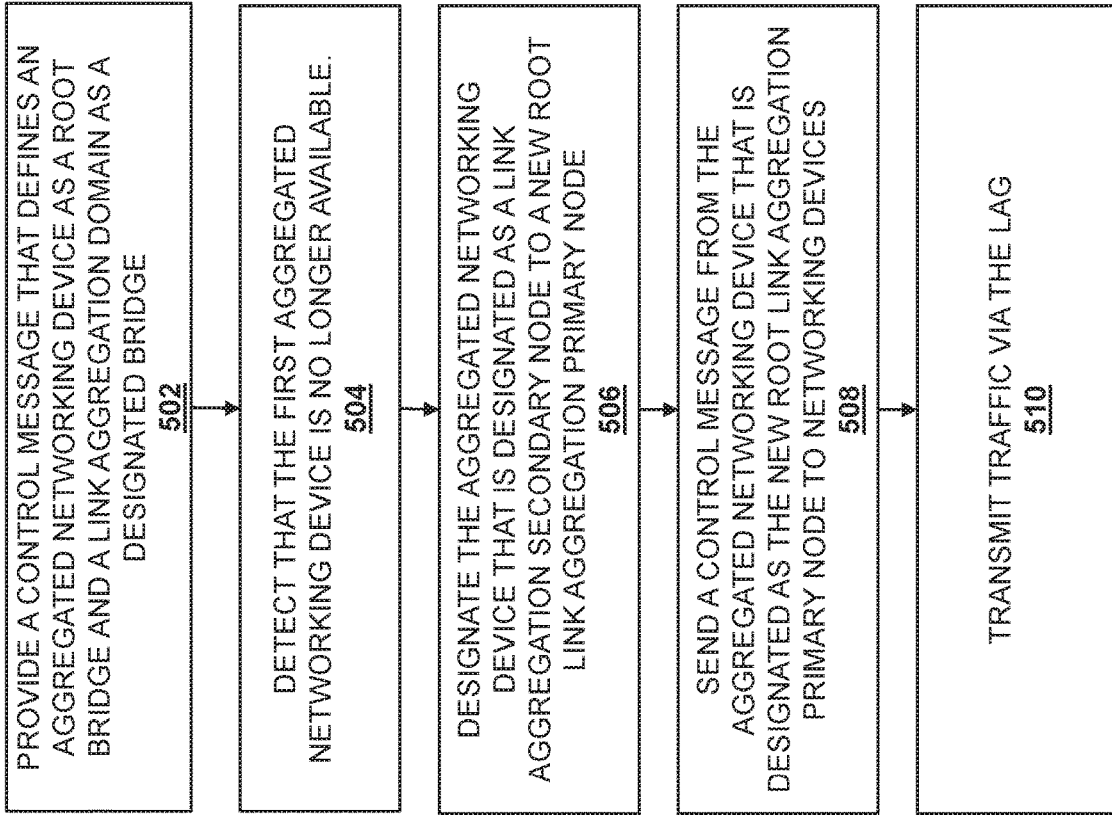 PROVIDE A CONTROL MESSAGE THAT DEFINES AN
AGGREGATED NETWORKING DEVICE AS A ROOT
BRIDGE AND A LINK AGGREGATION DOMAIN AS A
DESIGNATED BRIDGE
502
DETECT THAT THE FIRST AGGREGATED
NETWORKING DEVICE IS NO LONGER AVAILABLE.
504
DESIGNATE THE AGGREGATED NETWORKING
DEVICE THAT IS DESIGNATED AS A LINK
AGGREGATION SECONDARY NODE TO A NEW ROOT
LINK AGGREGATION PRIMARY NODE
506
SEND A CONTROL MESSAGE FROM THE
AGGREGATED NETWORKING DEVICE THAT IS
DESIGNATED AS THE NEW ROOT LINK AGGREGATION
PRIMARY NODE TO NETWORKING DEVICES
508
TRANSMIT TRAFFIC VIA THE LAG
510